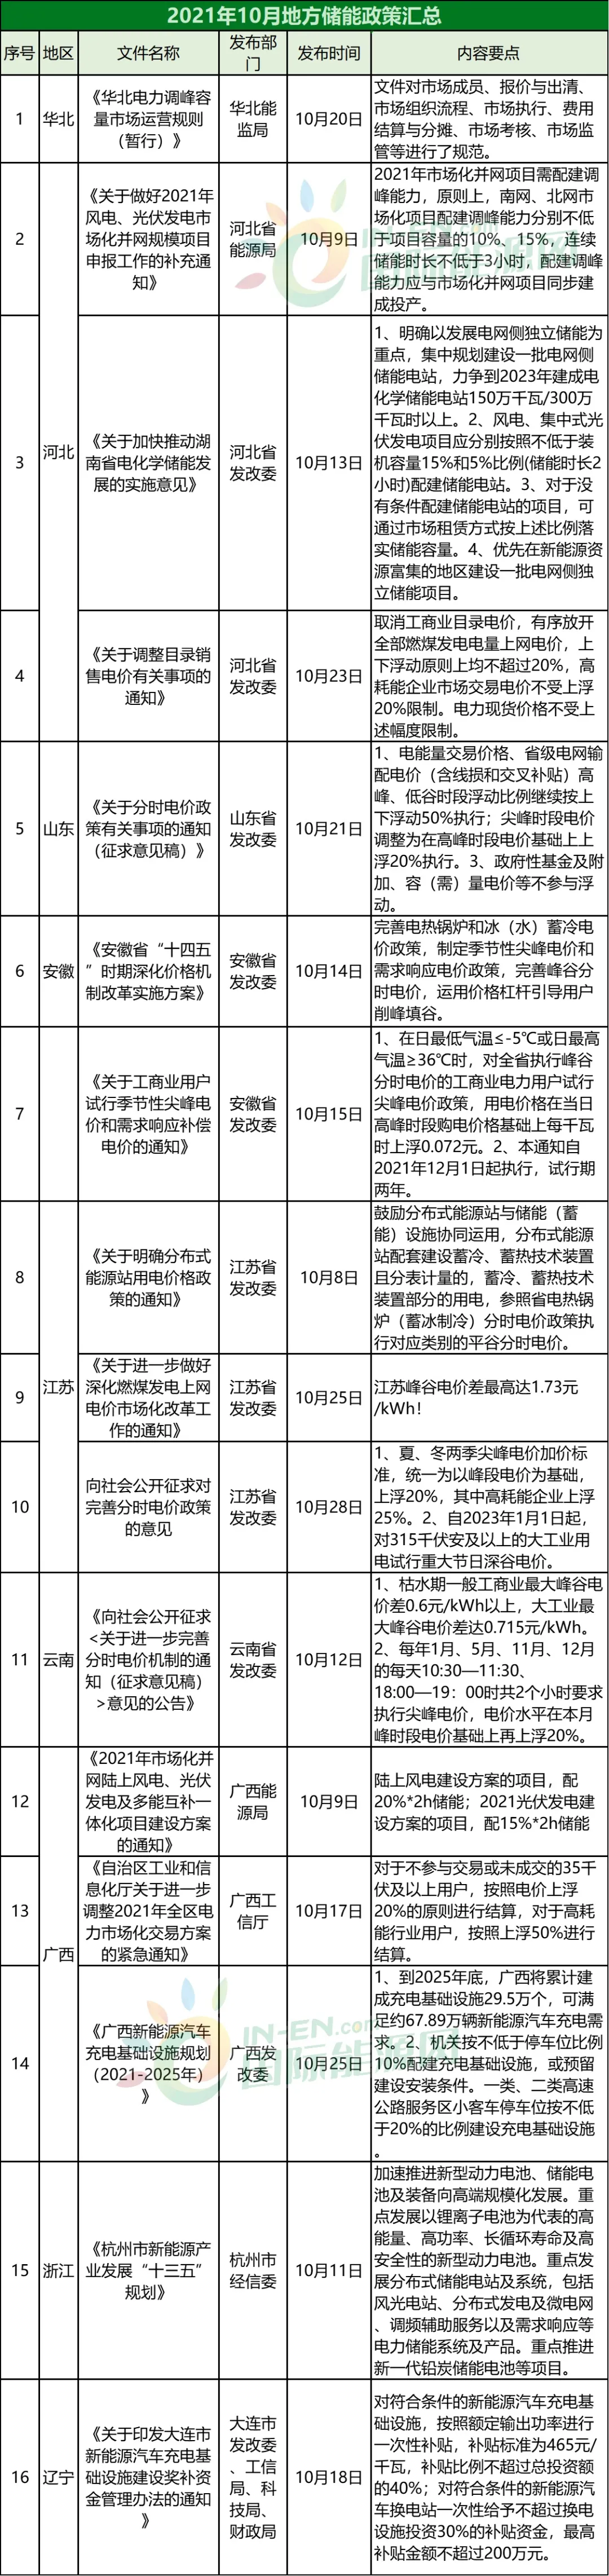 2021年10月地方储能政策汇总
序号 地区 文件名称 发布部门 发布时间 内容要点
1 华北
《华北电力调峰容
量市场运营规则
（暂行）》
华北能
监局
10月20日
文件对市场成员、报价与出清、
市场组织流程、市场执行、费用
结算与分摊、市场考核、市场监
管等进行了规范。
2
《关于做好2021年
风电、光伏发电市
场化并网规模项目
申报工作的补充通
知》
河北省
能源局
10月9日
2021年市场化并网项目需配建调
峰能力，原则上，南网、北网市
场化项目配建调峰能力分别不低
于项目容量的10%、15%，连续
储能时长不低于3小时，配建调峰
能力应与市场化并网项目同步建
成投产。
河北
3
《关于加快推动湖
南省电化学储能发
展的实施意见》
河北省
发改委
10月13日
1、明确以发展电网侧独立储能为
重点，集中规划建设一批电网侧
储能电站，力争到2023年建成电
化学储能电站150万千瓦/300万
千瓦时以上。2、风电、集中式光
伏发电项目应分别按照不低于装
机容量15%和5%比例(储能时长2
小时)配建储能电站。3、对于没
有条件配建储能电站的项目，可
通过市场租赁方式按上述比例落
实储能容量。4、优先在新能源资
源富集的地区建设一批电网侧独
立储能项目。
4
《关于调整目录销
售电价有关事项的
通知》
河北省
发改委
10月23日
取消工商业目录电价，有序放开
全部燃煤发电电量上网电价，上
下浮动原则上均不超过20%，高
耗能企业市场交易电价不受上浮
20%限制。电力现货价格不受上
述幅度限制。
5 山东
《关于分时电价政
策有关事项的通知
（征求意见稿）》
山东省
发改委
10月21日
1、电能量交易价格、省级电网输
配电价（含线损和交叉补贴）高
峰、低谷时段浮动比例继续按上
下浮动50%执行；尖峰时段电价
调整为在高峰时段电价基础上上
浮20%执行。3、政府性基金及附
加、容（需）量电价等不参与浮
动。
6 安徽
《安徽省“十四五
”时期深化价格机
制改革实施方案》
安徽省
发改委
10月14日
完善电热锅炉和冰（水）蓄冷电
价政策，制定季节性尖峰电价和
需求响应电价政策，完善峰谷分
时电价，运用价格杠杆引导用户
削峰填谷。
7
《关于工商业用户
试行季节性尖峰电
价和需求响应补偿
电价的通知》
安徽省
发改委
10月15日
1、在日最低气温≤-5℃或日最高
气温≥36℃时，对全省执行峰谷
分时电价的工商业电力用户试行
尖峰电价政策，用电价格在当日
高峰时段购电价格基础上每千瓦
时上浮0.072元。2、本通知自
2021年12月1日起执行，试行期
两年。
8
《关于明确分布式
能源站用电价格政
策的通知》
江苏省
发改委
10月8日
鼓励分布式能源站与储能（蓄
能）设施协同运用，分布式能源
站配套建设蓄冷、蓄热技术装置
且分表计量的，蓄冷、蓄热技术
装置部分的用电，参照省电热锅
炉（蓄冰制冷）分时电价政策执
行对应类别的平谷分时电价。
江苏
9
《关于进一步做好
深化燃煤发电上网
电价市场化改革工
作的通知》
江苏省
发改委
10月25日
江苏峰谷电价差最高达1.73元
/kWh！
10
向社会公开征求对
完善分时电价政策
的意见
江苏省
发改委
10月28日
1、夏、冬两季尖峰电价加价标
准，统一为以峰段电价为基础，
上浮20%，其中高耗能企业上浮
25%。2、自2023年1月1日起，
对315千伏安及以上的大工业用
电试行重大节日深谷电价。
11 云南
《向社会公开征求
<关于进一步完善
分时电价机制的通
知（征求意见稿）
>意见的公告》
云南省
发改委
10月12日
1、枯水期一般工商业最大峰谷电
价差0.6元/kWh以上，大工业最
大峰谷电价差达0.715元/kWh。
2、每年1月、5月、11月、12月
的每天10:30—11:30、
18:00—19：00时共2个小时要求
执行尖峰电价，电价水平在本月
峰时段电价基础上再上浮20%。
12
《2021年市场化并
网陆上风电、光伏
发电及多能互补一
体化项目建设方案
的通知》
广西能
源局
10月9日
陆上风电建设方案的项目，配
20%*2h储能；2021光伏发电建
设方案的项目，配15%*2h储能
13
《自治区工业和信
息化厅关于进一步
调整2021年全区电
力市场化交易方案
的紧急通知》
广西工
信厅
10月17日
对于不参与交易或未成交的35千
伏及以上用户，按照电价上浮
20%的原则进行结算，对于高耗
能行业用户，按照上浮50%进行
结算。
广西
14
《广西新能源汽车
充电基础设施规划
（2021-2025年）
》
广西发
改委
10月25日
1、到2025年底，广西将累计建
成充电基础设施29.5万个，可满
足约67.89万辆新能源汽车充电需
求。2、机关按不低于停车位比例
10%配建充电基础设施，或预留
建设安装条件。一类、二类高速
公路服务区小客车停车位按不低
于20%的比例建设充电基础设施
。
15 浙江
《杭州市新能源产
业发展“十三五”
规划》
杭州市
经信委
10月11日
加速推进新型动力电池、储能电
池及装备向高端规模化发展。重
点发展以锂离子电池为代表的高
能量、高功率、长循环寿命及高
安全性的新型动力电池。重点发
展分布式储能电站及系统，包括
风光电站、分布式发电及微电网
、调频辅助服务以及需求响应等
电力储能系统及产品。重点推进
新一代铅炭储能电池等项目。
16 辽宁
《关于印发大连市
新能源汽车充电基
础设施建设奖补资
金管理办法的通知
》
大连市
发改委
、工信
局、科
技局、
财政局
10月18日
对符合条件的新能源汽车充电基
础设施，按照额定输出功率进行
一次性补贴，补贴标准为465元/
千瓦，补贴比例不超过总投资额
的40%；对符合条件的新能源汽
车换电站一次性给予不超过换电
设施投资30%的补贴资金，最高
补贴金额不超过200万元。
IN-EN.com
国际能源网
IN-EN.com
国际能源网